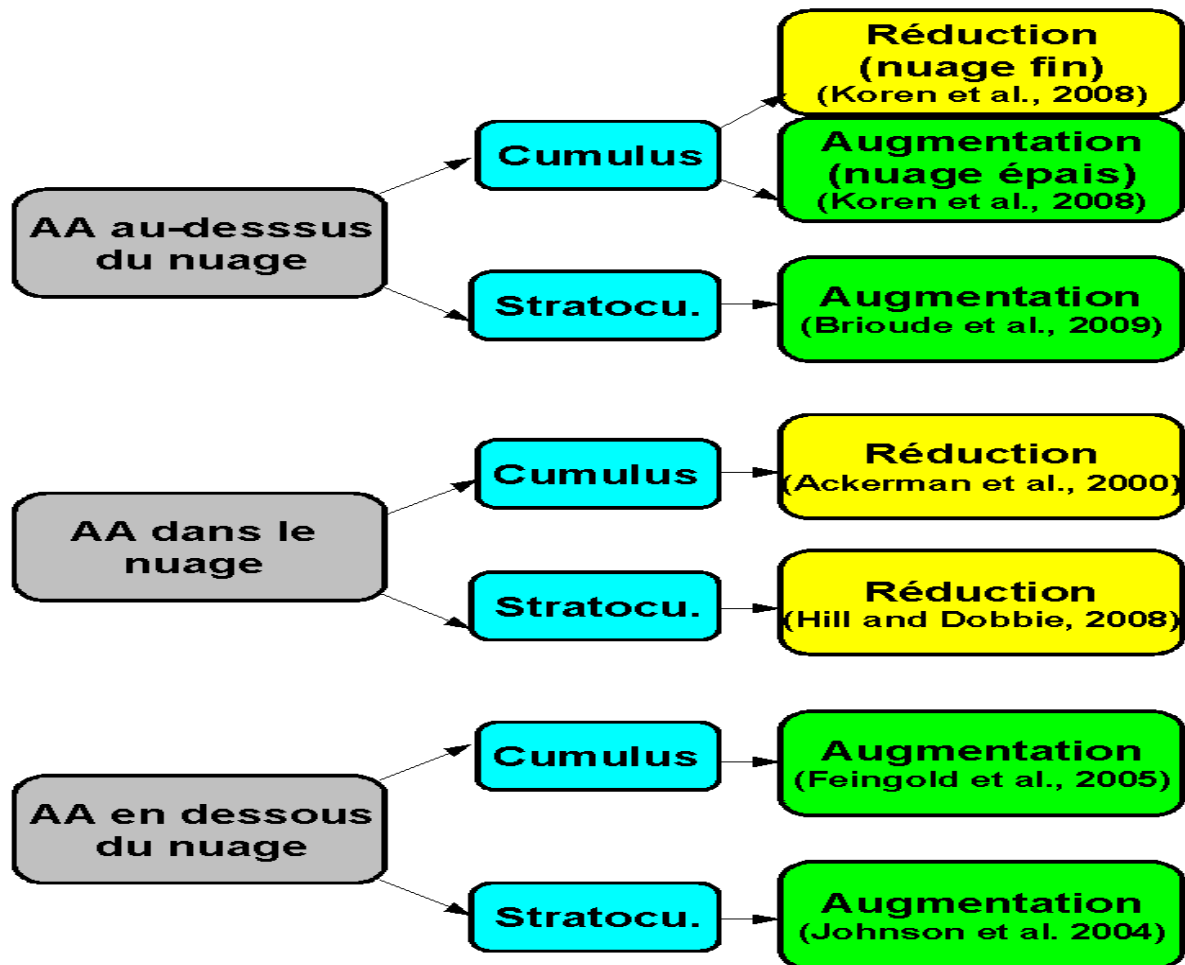 AA au-desssus
du nuage
Cumulus
Réduction
(nuage fin)
(Koren et al., 2008)
Augmentation
(nuage épais)
(Koren et al., 2008)
Stratocu.
Augmentation
(Brioude et al., 2009)
AA dans le
nuage
Cumulus
Réduction
(Ackerman et al., 2000)
Stratocu.
Réduction
(Hill and Dobbie, 2008)
AA en dessous
du nuage
Cumulus
Augmentation
(Feingold et al., 2005)
Stratocu.
Augmentation
(Johnson et al. 2004)